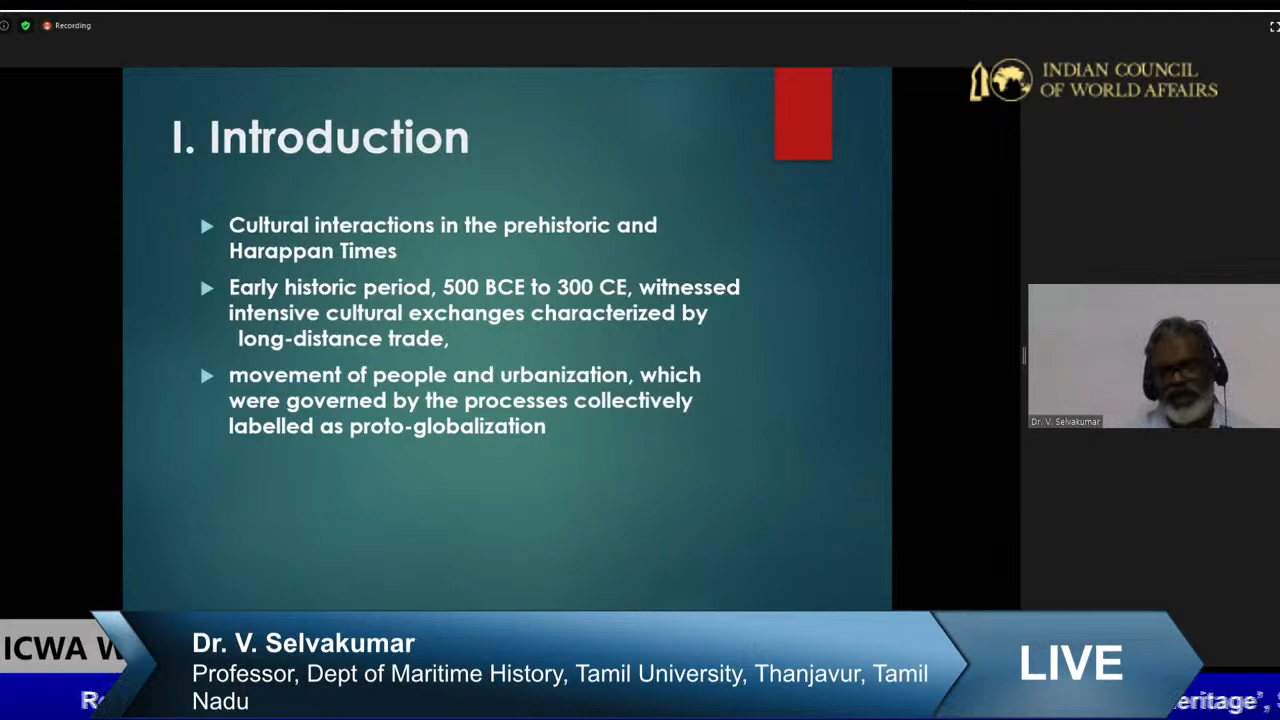 Recording
INDIAN COUNCIL
OF WORLD AFFAIRS
I. Introduction
Cultural interactions in the prehistoric and
Harappan Times
Early historic period, 500 BCE to 300 CE, witnessed
intensive cultural exchanges characterized by
long-distance trade,
movement of people and urbanization, which
were governed by the processes collectively
labelled as proto-globalization
Dr. V. Selvakumar
ICWA W
Dr. V. Selvakumar
Professor, Dept of Maritime History, Tamil University, Thanjavur, Tamil
Nadu
LIVE
eritage",